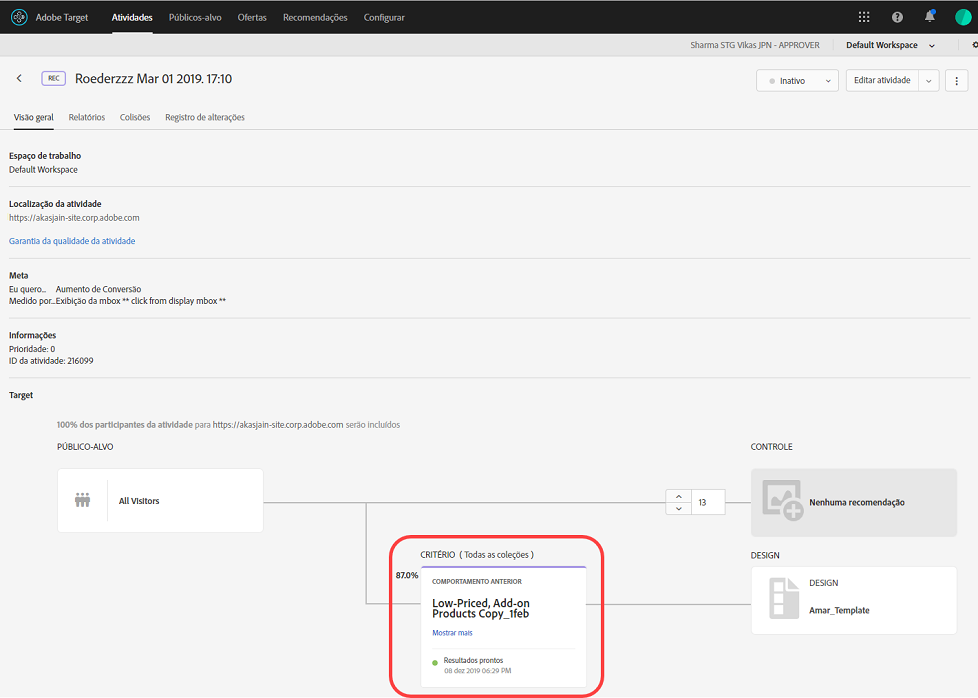 Adobe Target
Atividades
Públicos-alvo
Ofertas
Recomendações
Configurar
Sharma STG Vikas JPN - APPROVER
Default Workspace
REC
Roederzzz Mar 01 2019. 17:10
Inativo
Editar atividade
Visão geral
Relatórios
Colisões
Registro de alterações
Espaço de trabalho
Default Workspace
Localização da atividade
https://akasjain-site.corp.adobe.com
Garantia da qualidade da atividade
Meta
Eu quero... Aumento de Conversão
Medido por...Exibição da mbox ** click from display mbox **
Informações
Prioridade: 0
ID da atividade: 216099
Target
100% dos participantes da atividade para https://akasjain-site.corp.adobe.com serão incluídos
PÚBLICO-ALVO
CONTROLE
All Visitors
13
Nenhuma recomendação
CRITÉRIO ( Todas as coleções )
DESIGN
87.0%
COMPORTAMENTO ANTERIOR
Low-Priced, Add-on
Products Copy_1feb
Mostrar mais
Resultados prontos
08 dez 2019 06:29 PM
DESIGN
Amar_Template